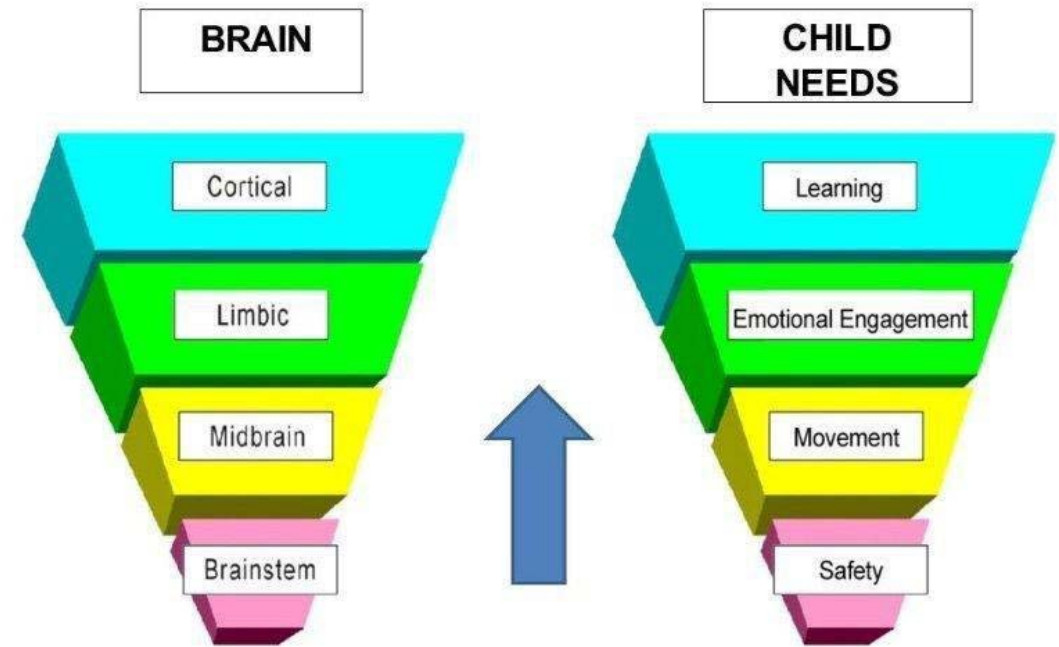 BRAIN
CHILD
NEEDS
Cortical
Learning
Limbic
Emotional Engagement
Midbrain
Movement
Brainstem
Safety